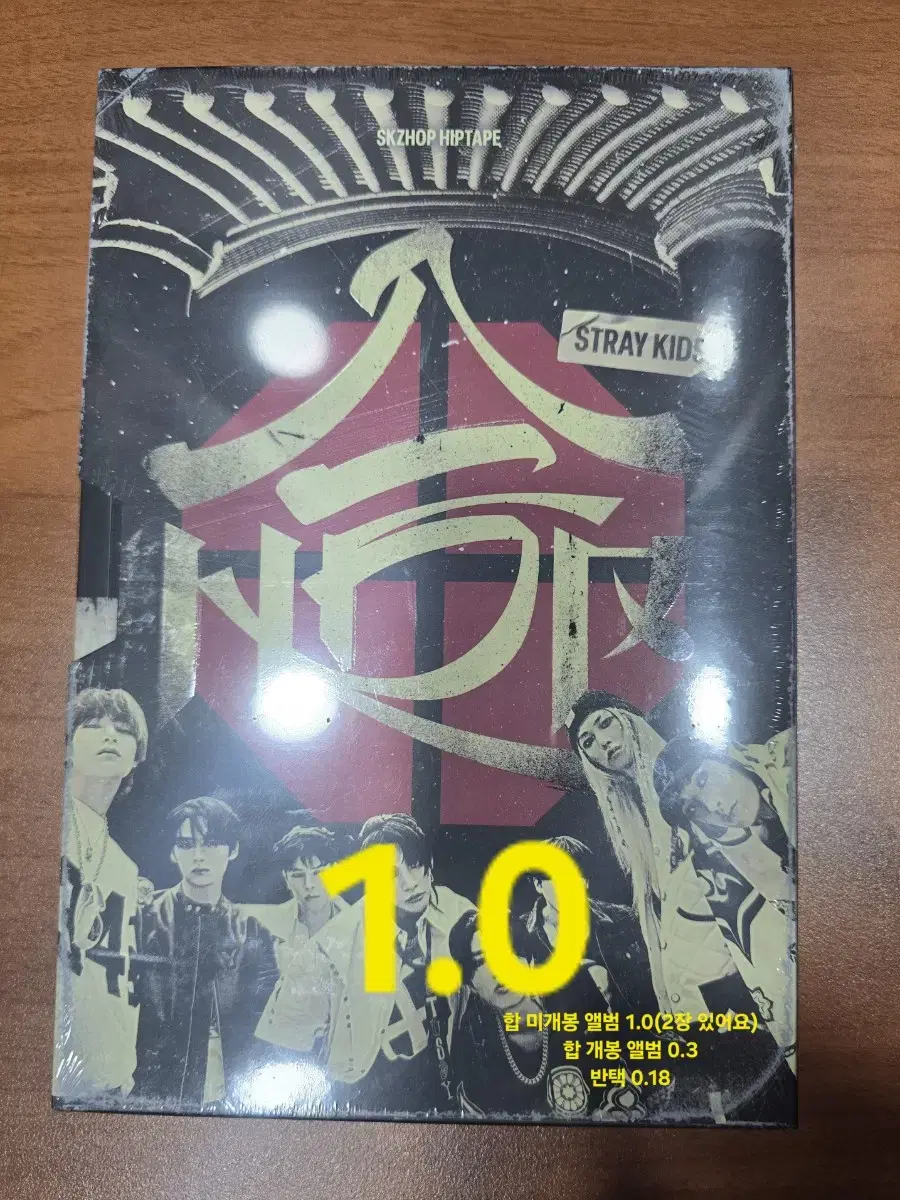 SKZHOP HIPTAPE
STRAY KIDS
合
HOP
1.0
합 미개봉 앨범 1.0(2장 있어요)
합 개봉 앨범 0.3
반택 0.18